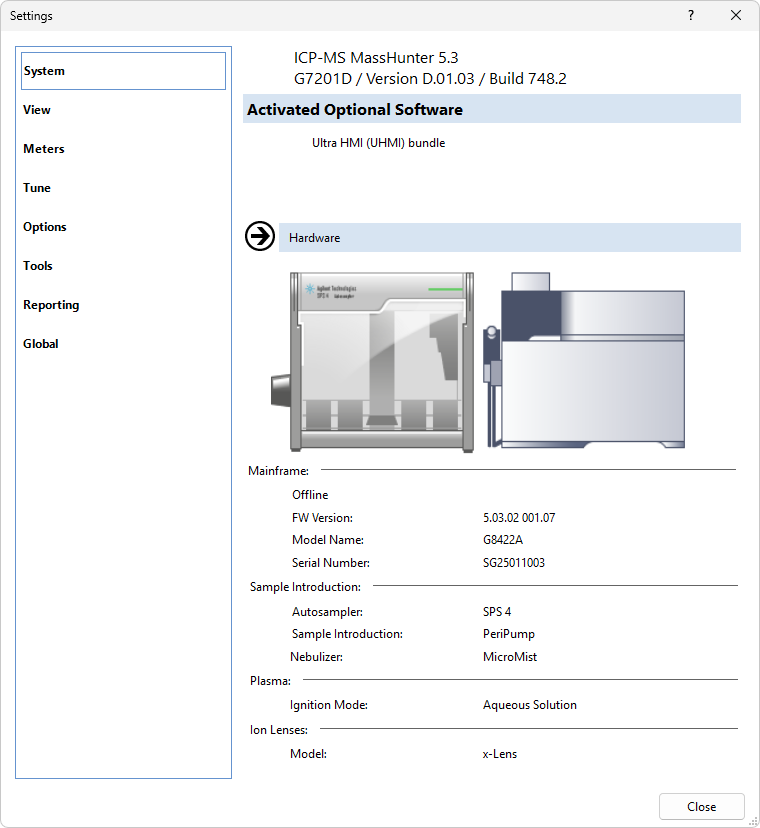 Settings
?
System
View
Meters
Tune
Options
Tools
Reporting
Global
ICP-MS MassHunter 5.3
G7201D / Version D.01.03 / Build 748.2
Activated Optional Software
Ultra HMI (UHMI) bundle
Hardware
Agilent Technologies
SPS 4 Autosampler
Mainframe:
Offline
FW Version: 5.03.02 001.07
Model Name: G8422A
Serial Number: SG25011003
Sample Introduction:
Autosampler: SPS 4
Sample Introduction: PeriPump
Nebulizer: MicroMist
Plasma:
Ignition Mode: Aqueous Solution
Ion Lenses:
Model: x-Lens
Close